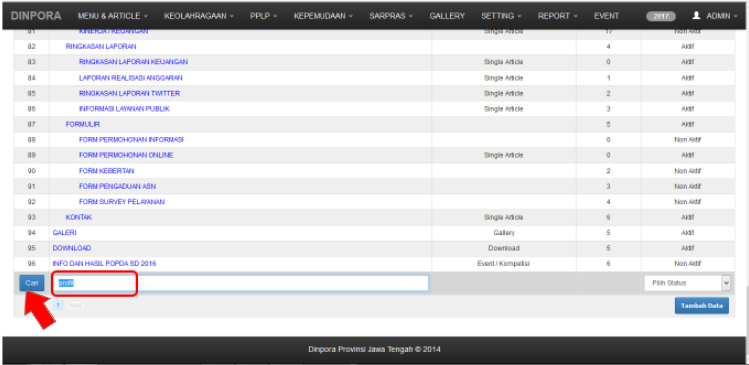 DINPORA MENU & ARTICLE KEOLAHRAGAAN PPLP KEPEMUDAAN SARPRAS GALLERY SETTING REPORT EVENT 2017 ADMIN
81 KINERJA KEUANGAN Single Article 17 Non Aktif
82 RINGKASAN LAPORAN 4 Aktif
83 RINGKASAN LAPORAN KEUANGAN Single Article 0 Aktif
84 LAPORAN REALISASI ANGGARAN Single Article 1 Aktif
85 RINGKASAN LAPORAN TWITTER Single Article 2 Aktif
86 INFORMASI LAYANAN PUBLIK Single Article 3 Aktif
87 FORMULIR 5 Aktif
88 FORM PERMOHONAN INFORMASI 0 Non Aktif
89 FORM PERMOHONAN ONLINE Single Article 0 Aktif
90 FORM KEBERTAN 2 Non Aktif
91 FORM PENGADUAN ASN 3 Non Aktif
92 FORM SURVEY PELAYANAN 4 Non Aktif
93 KONTAK Single Article 6 Aktif
94 GALERI Gallery 5 Aktif
95 DOWNLOAD Download 5 Aktif
96 INFO DAN HASIL POPDA SD 2016 Event / Kompetisi 6 Non Aktif
Cari profil Pilih Status
1 Tambah Data
Dinpora Provinsi Jawa Tengah © 2014